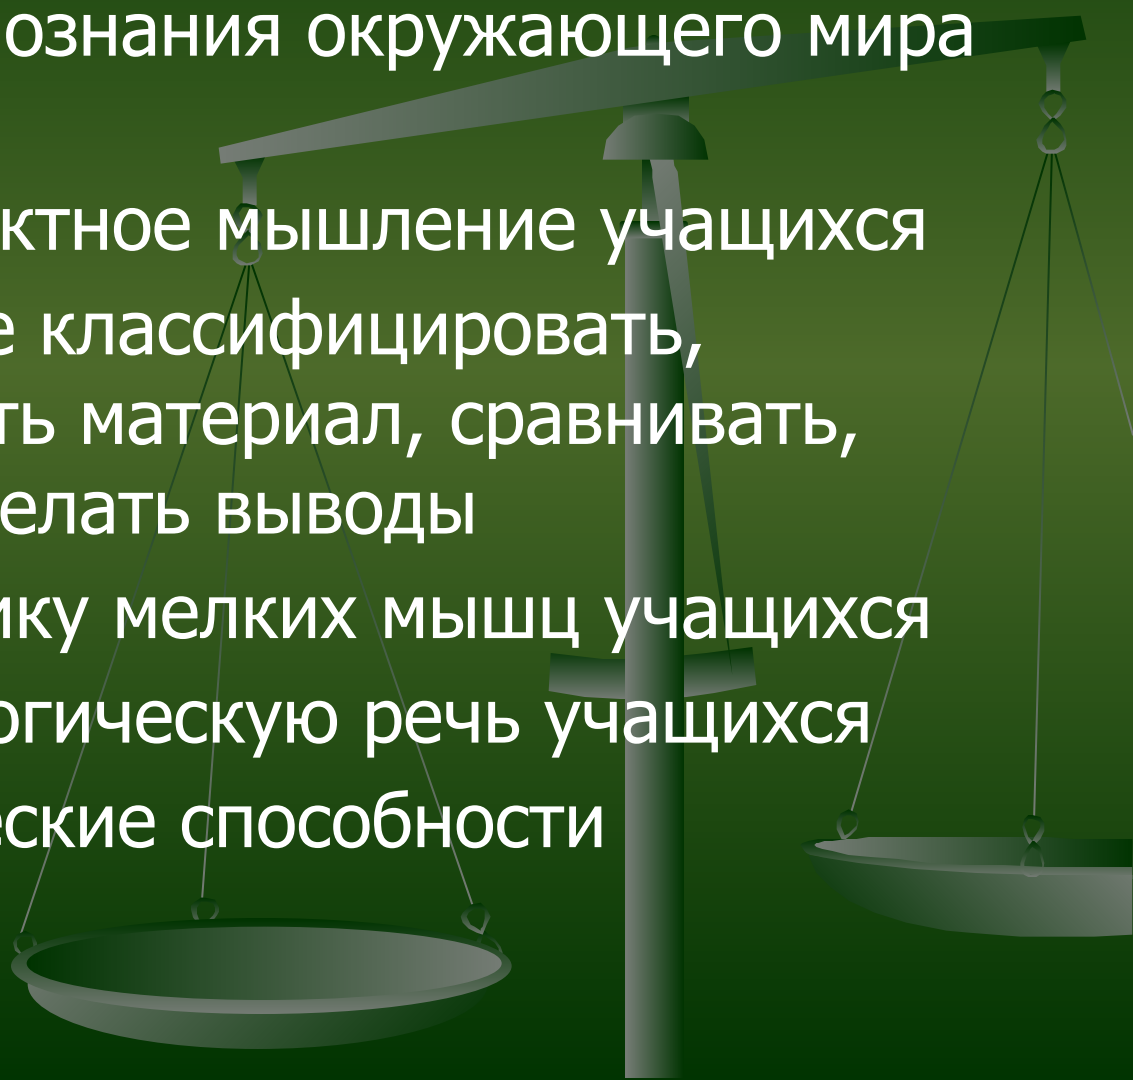 ознания окружающего мира
ктное мышление учащихся
е классифицировать,
ть материал, сравнивать,
елать выводы
ику мелких мышц учащихся
огическую речь учащихся
еские способности